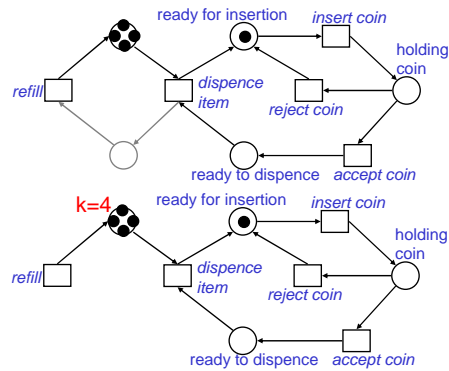 ready for insertion
insert coin
holding
coin
refill
dispence
item
reject coin
ready to dispence
accept coin
k=4
ready for insertion
insert coin
holding
coin
refill
dispence
item
reject coin
ready to dispence
accept coin